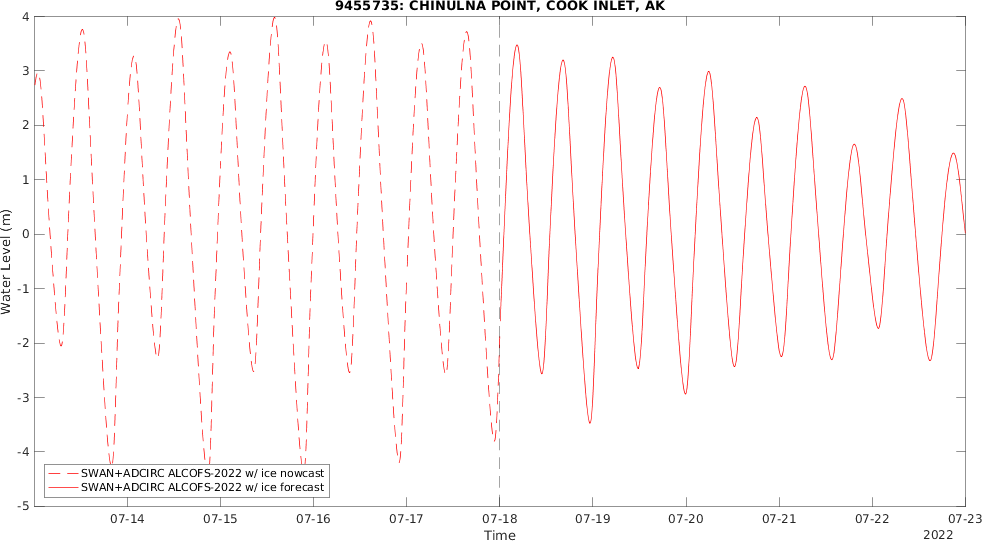 9455735: CHINULNA POINT, COOK INLET, AK
4
3
2
1
0
-1
-2
-3
-4
-5
Water Level (m)
SWAN+ADCIRC ALCOFS-2022 w/ ice nowcast
SWAN+ADCIRC ALCOFS-2022 w/ ice forecast
07-14 07-15 07-16 07-17 07-18 07-19 07-20 07-21 07-22 07-23
Time
2022